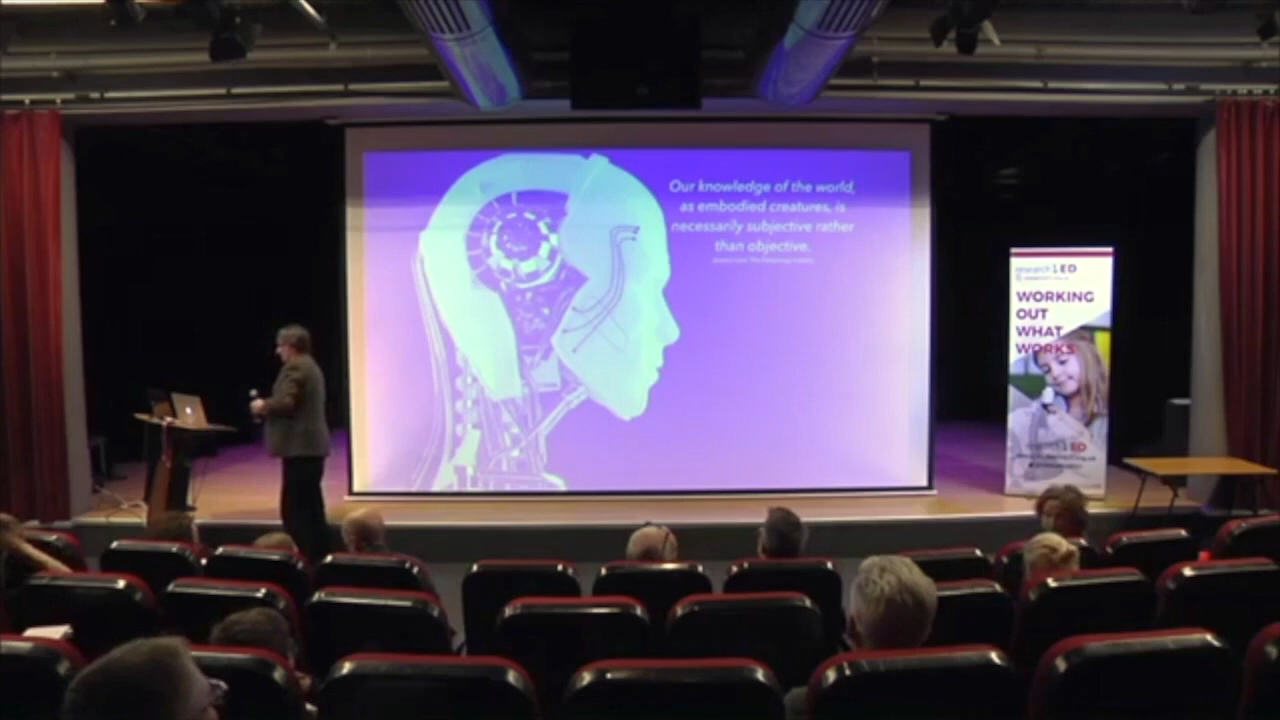 Our knowledge of the world,
as embodied creatures, is
necessarily subjective rather
than objective.
researchED
WORKING
OUT
WHAT
WORKS